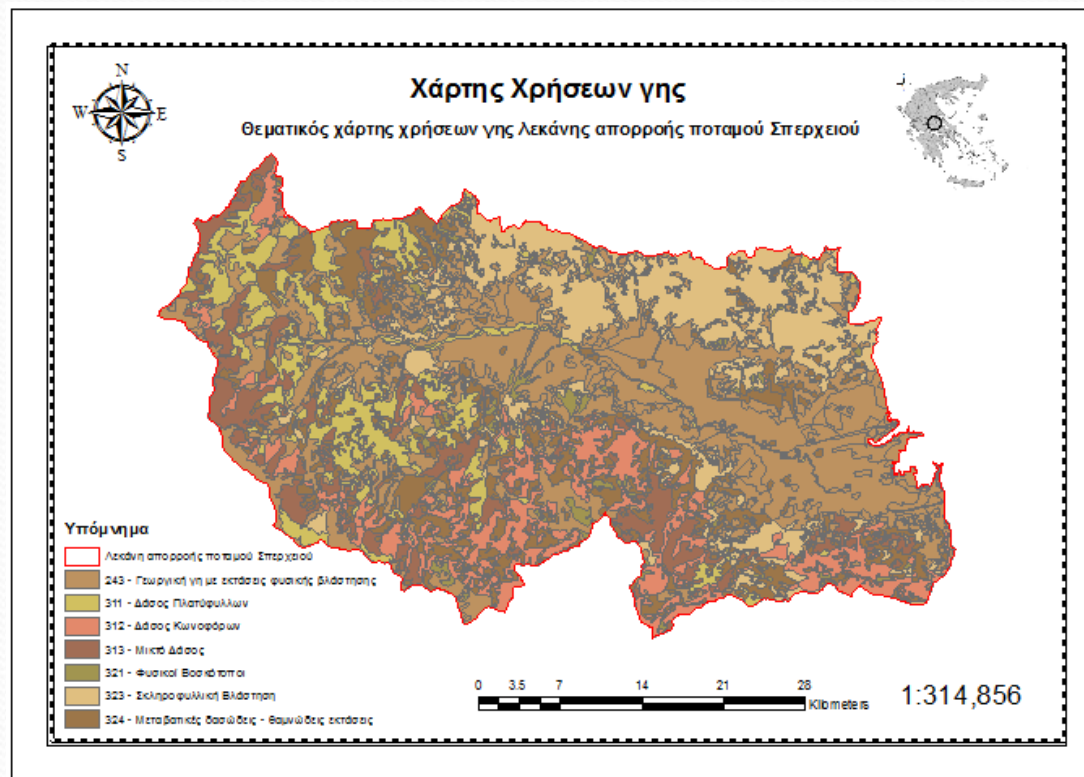 N
W E
S
Χάρτης Χρήσεων γης
Θεματικός χάρτης χρήσεων γης Λεκάνης απορροής ποταμού Σπερχειού
Υπόμνημα
Λεκάνη απορροής ποταμού Σπερχειού
243 - Γεωργική γη με εκτάσεις φυσικής βλάστησης
311 - Δάσος Πλατύφυλλων
312 - Δάσος Κωνοφόρων
313 - Μικτό Δάσος
321 - Φυσικοί Βοσκότοποι
323 - Σκληροφυλλική Βλάστηση
324 - Μεταβατικές δασώδεις - θαμνώδεις εκτάσεις
0 3.5 7 14 21 28
Kilometers
1:314,856